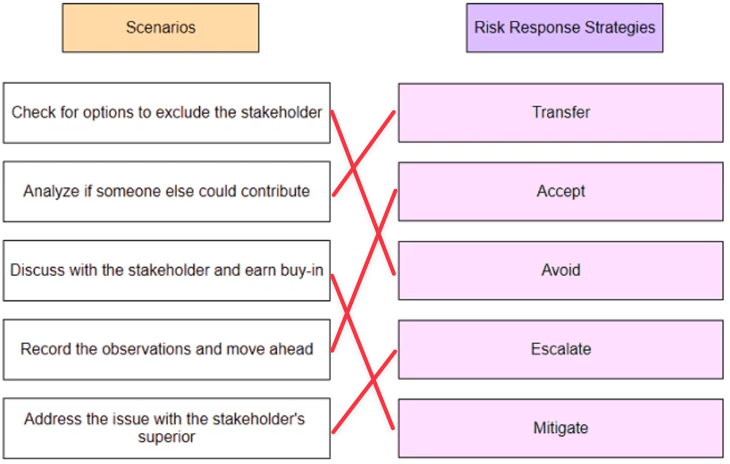 Scenarios
Risk Response Strategies
Check for options to exclude the stakeholder
Transfer
Analyze if someone else could contribute
Accept
Discuss with the stakeholder and earn buy-in
Avoid
Record the observations and move ahead
Escalate
Address the issue with the stakeholder's
superior
Mitigate